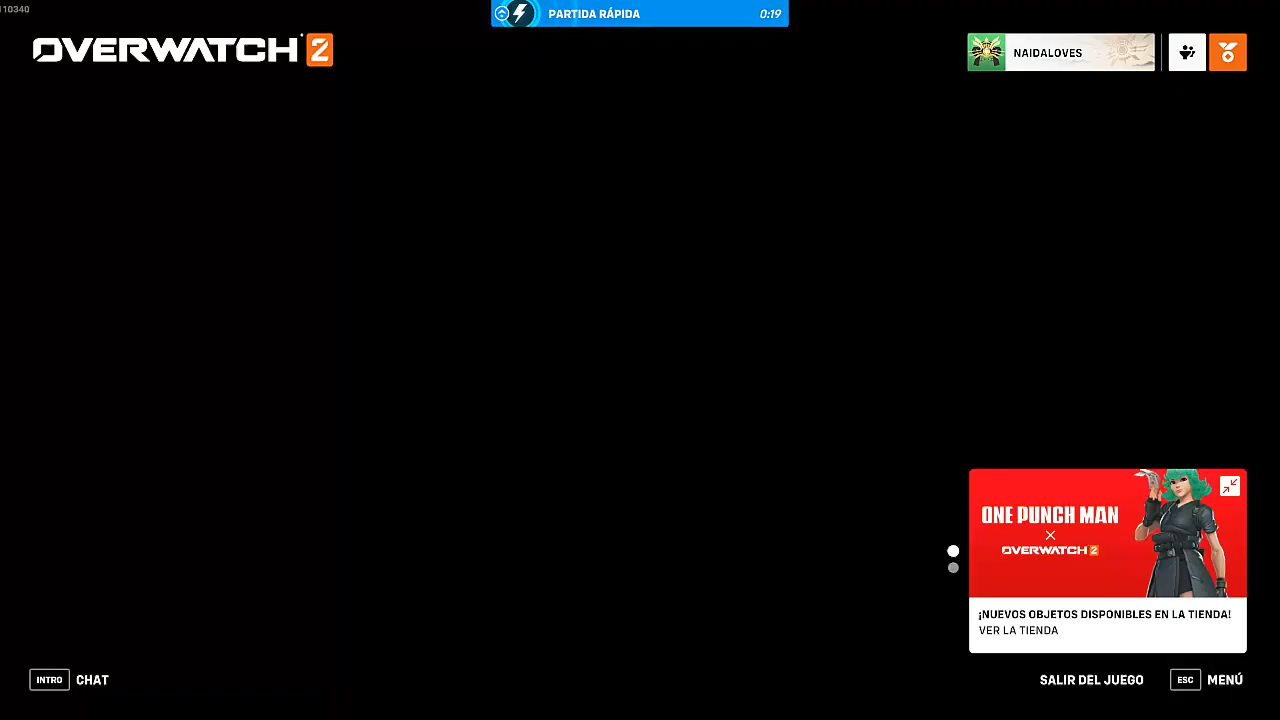 110340
PARTIDA RÁPIDA 0:19
OVERWATCH 2
NAIDALOVES
ONE PUNCH MAN
×
OVERWATCH 2
¡NUEVOS OBJETOS DISPONIBLES EN LA TIENDA!
VER LA TIENDA
INTRO CHAT
SALIR DEL JUEGO ESC MENÚ